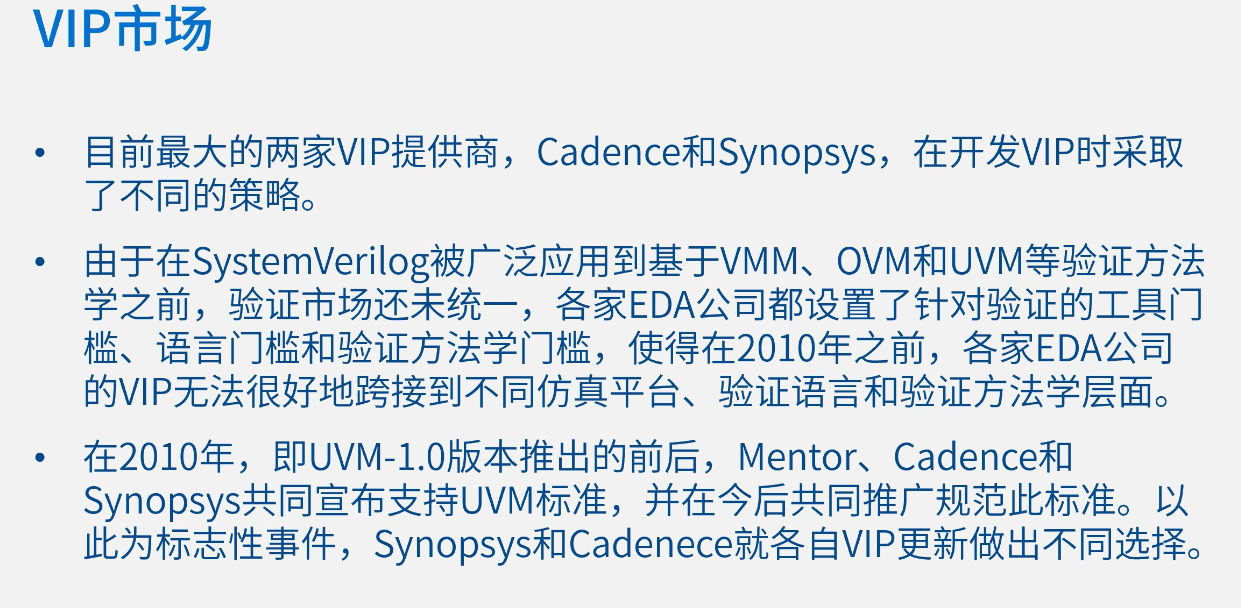 VIP市场
• 目前最大的两家VIP提供商，Cadence和Synopsys，在开发VIP时采取
了不同的策略。
• 由于在SystemVerilog被广泛应用到基于VMM、OVM和UVM等验证方法
学之前，验证市场还未统一，各家EDA公司都设置了针对验证的工具门
槛、语言门槛和验证方法学门槛，使得在2010年之前，各家EDA公司
的VIP无法很好地跨接到不同仿真平台、验证语言和验证方法学层面。
• 在2010年，即UVM-1.0版本推出的前后，Mentor、Cadence和
Synopsys共同宣布支持UVM标准，并在今后共同推广规范此标准。以
此为标志性事件，Synopsys和Cadenece就各自VIP更新做出不同选择。